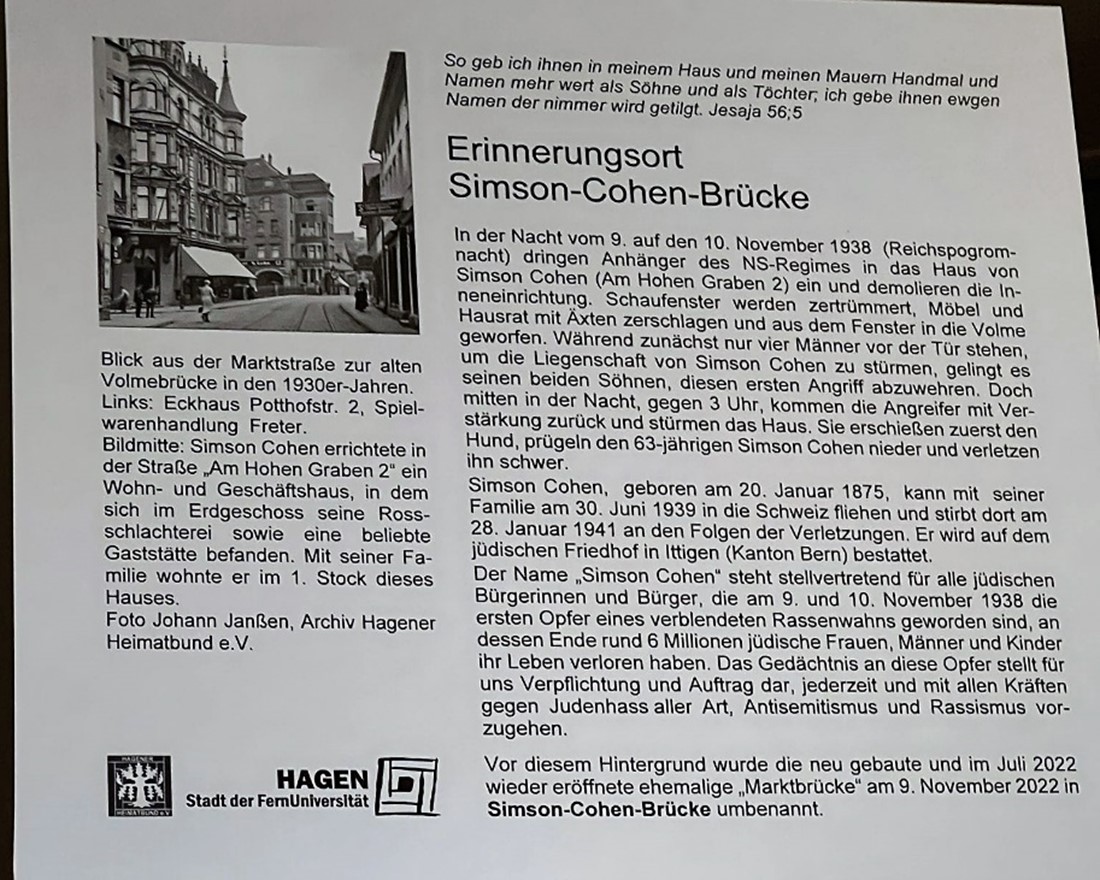 So geb ich ihnen in meinem Haus und meinen Mauern Handmal und
Namen mehr wert als Söhne und als Töchter; ich gebe ihnen ewgen
Namen der nimmer wird getilgt. Jesaja 56;5
Erinnerungsort
Simson-Cohen-Brücke
In der Nacht vom 9. auf den 10. November 1938 (Reichspogrom-
nacht) dringen Anhänger des NS-Regimes in das Haus von
Simson Cohen (Am Hohen Graben 2) ein und demolieren die In-
neneinrichtung. Schaufenster werden zertrümmert, Möbel und
Hausrat mit Äxten zerschlagen und aus dem Fenster in die Volme
geworfen. Während zunächst nur vier Männer vor der Tür stehen,
um die Liegenschaft von Simson Cohen zu stürmen, gelingt es
seinen beiden Söhnen, diesen ersten Angriff abzuwehren. Doch
mitten in der Nacht, gegen 3 Uhr, kommen die Angreifer mit Ver-
stärkung zurück und stürmen das Haus. Sie erschießen zuerst den
Hund, prügeln den 63-jährigen Simson Cohen nieder und verletzen
ihn schwer.
Simson Cohen, geboren am 20. Januar 1875, kann mit seiner
Familie am 30. Juni 1939 in die Schweiz fliehen und stirbt dort am
28. Januar 1941 an den Folgen der Verletzungen. Er wird auf dem
jüdischen Friedhof in Ittigen (Kanton Bern) bestattet.
Der Name „Simson Cohen“ steht stellvertretend für alle jüdischen
Bürgerinnen und Bürger, die am 9. und 10. November 1938 die
ersten Opfer eines verblendeten Rassenwahns geworden sind, an
dessen Ende rund 6 Millionen jüdische Frauen, Männer und Kinder
ihr Leben verloren haben. Das Gedächtnis an diese Opfer stellt für
uns Verpflichtung und Auftrag dar, jederzeit und mit allen Kräften
gegen Judenhass aller Art, Antisemitismus und Rassismus vor-
zugehen.
Vor diesem Hintergrund wurde die neu gebaute und im Juli 2022
wieder eröffnete ehemalige „Marktbrücke“ am 9. November 2022 in
Simson-Cohen-Brücke umbenannt.
Blick aus der Marktstraße zur alten
Volmebrücke in den 1930er-Jahren.
Links: Eckhaus Potthofstr. 2, Spiel-
warenhandlung Freter.
Bildmitte: Simson Cohen errichtete in
der Straße „Am Hohen Graben 2“ ein
Wohn- und Geschäftshaus, in dem
sich im Erdgeschoss seine Ross-
schlachterei sowie eine beliebte
Gaststätte befanden. Mit seiner Fa-
milie wohnte er im 1. Stock dieses
Hauses.
Foto Johann Janßen, Archiv Hagener
Heimatbund e.V.
HAGENER
HEIMATBUND e.V.
HAGEN
Stadt der FernUniversität